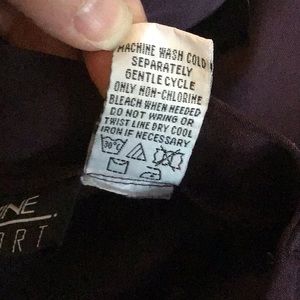 MACHINE WASH COLD
SEPARATELY
GENTLE CYCLE
ONLY NON-CHLORINE
BLEACH WHEN NEEDED
DO NOT WRING OR
TWIST LINE DRY COOL
IRON IF NECESSARY
30°